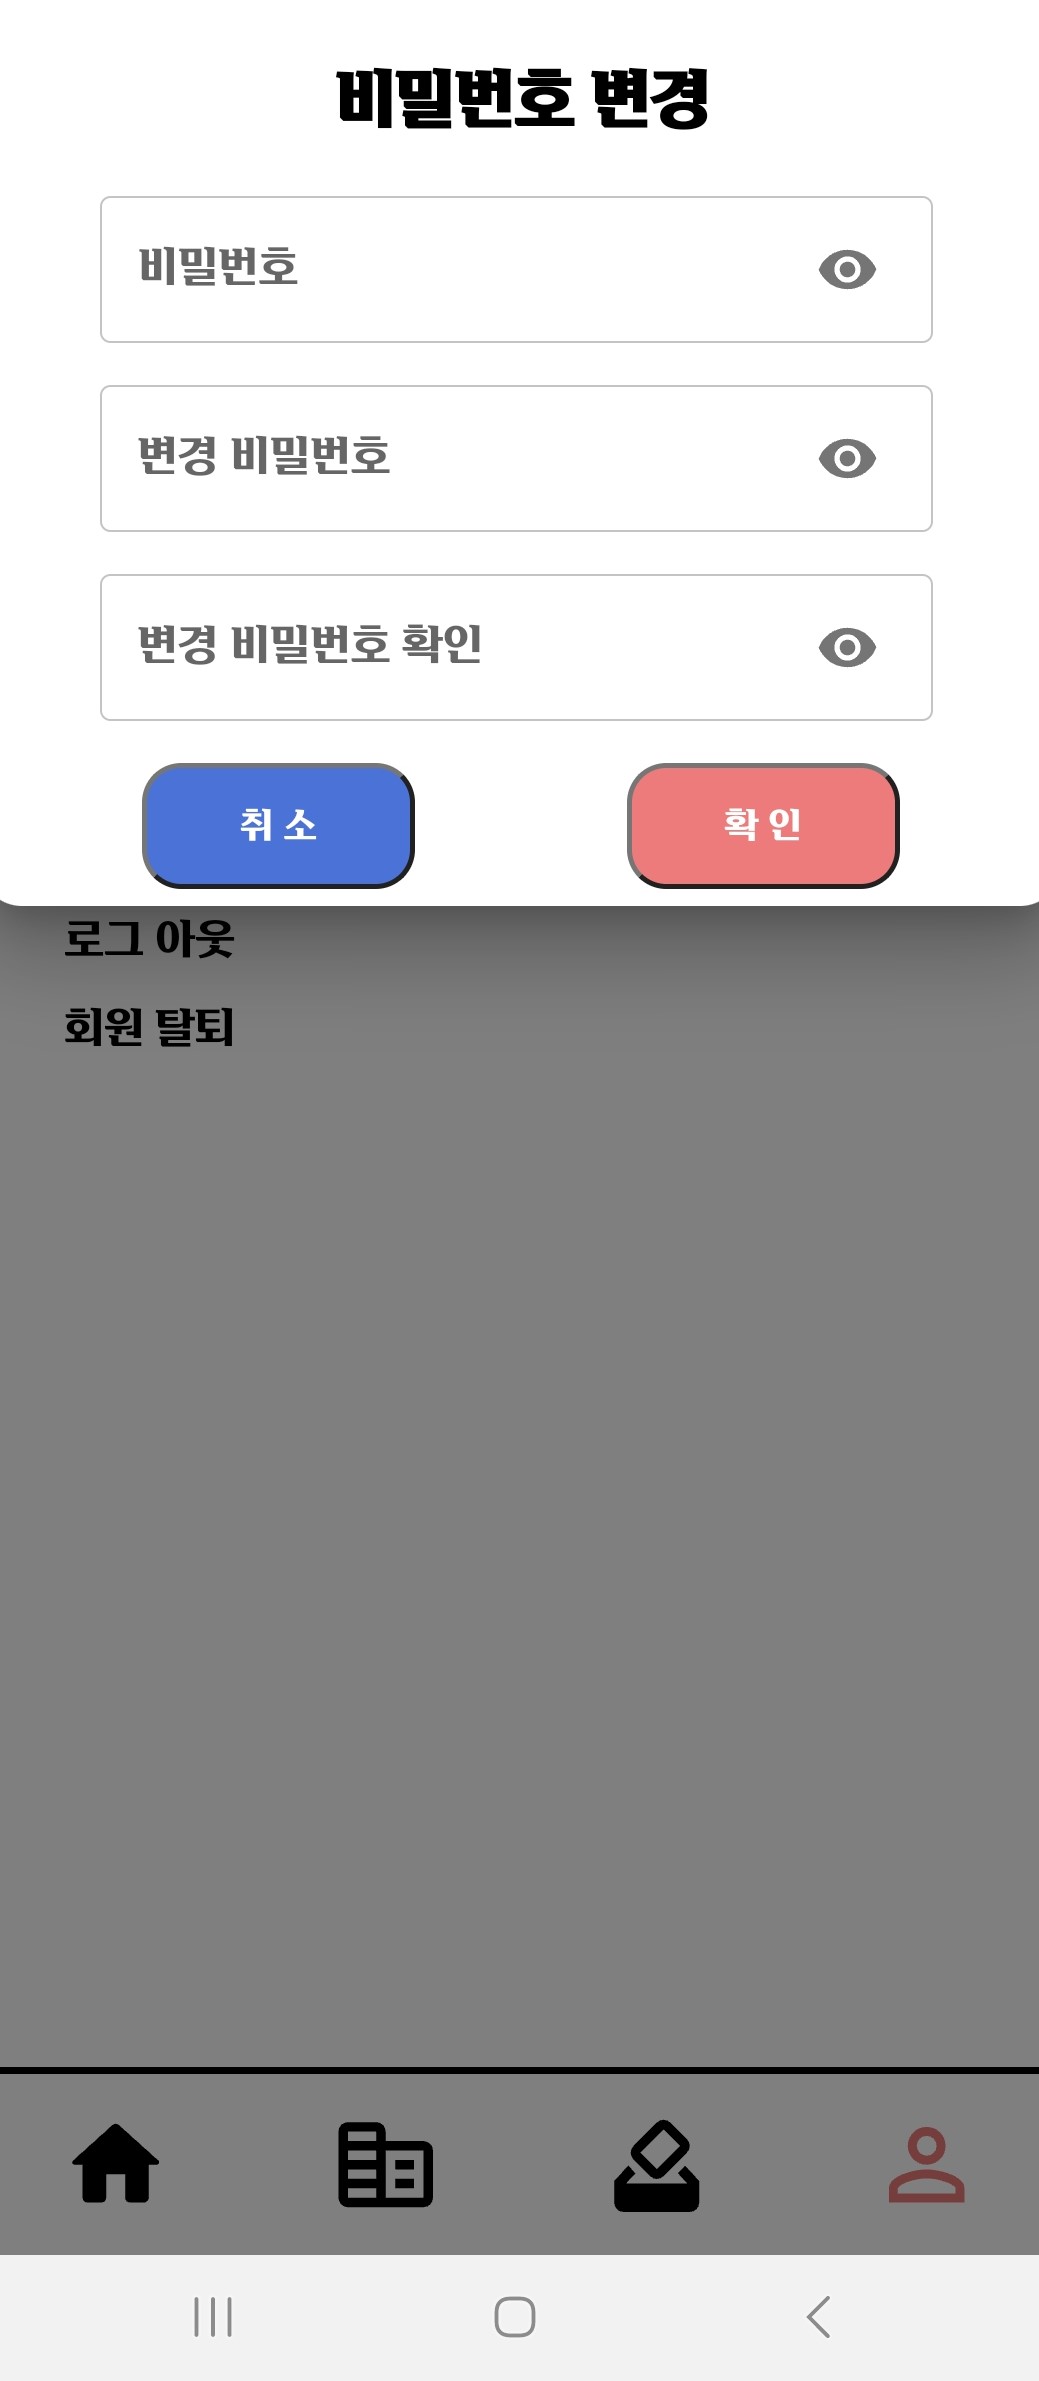 비밀번호 변경
비밀번호
변경 비밀번호
변경 비밀번호 확인
취 소
확 인
로그 아웃
회원 탈퇴